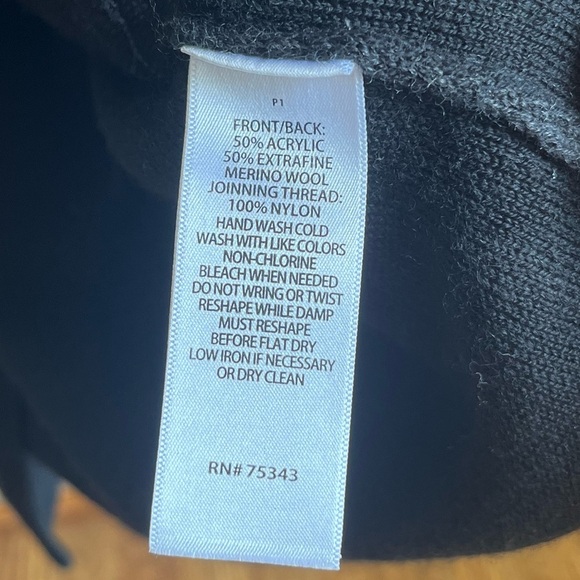 P1
FRONT/BACK:
50% ACRYLIC
50% EXTRAFINE
MERINO WOOL
JOINNING THREAD:
100% NYLON
HAND WASH COLD
WASH WITH LIKE COLORS
NON-CHLORINE
BLEACH WHEN NEEDED
DO NOT WRING OR TWIST
RESHAPE WHILE DAMP
MUST RESHAPE
BEFORE FLAT DRY
LOW IRON IF NECESSARY
OR DRY CLEAN
RN# 75343